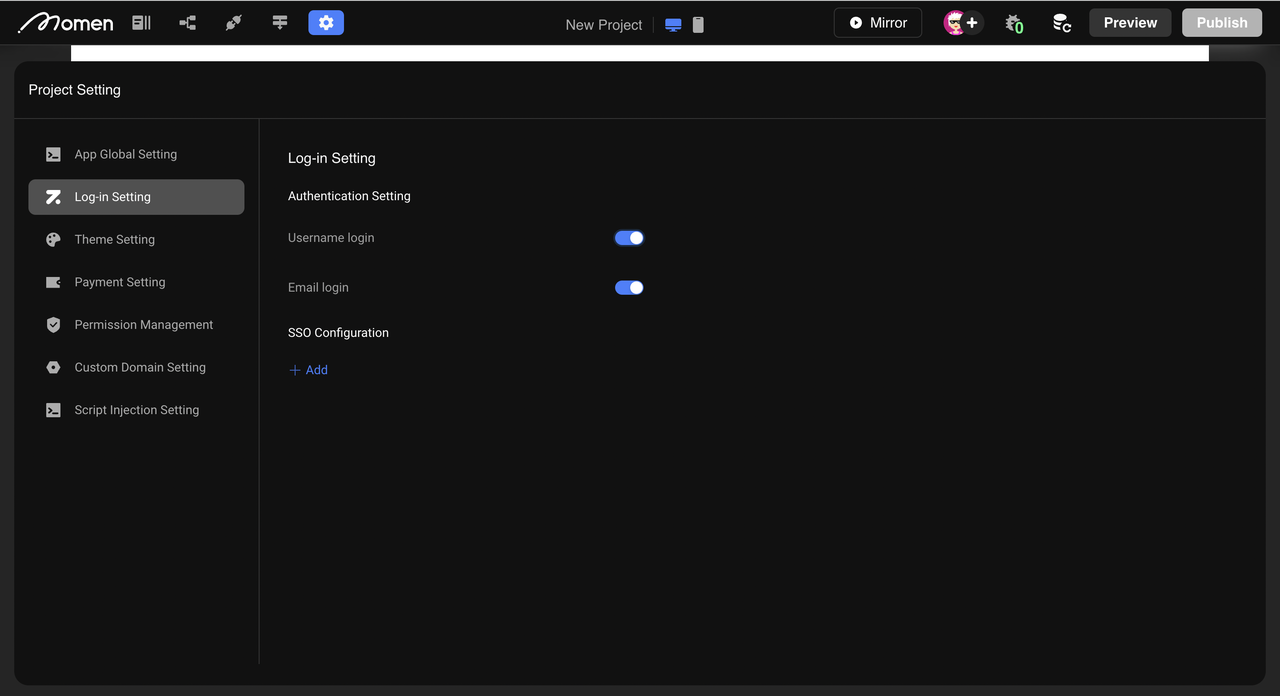 Momen
New Project
Mirror
0
Preview
Publish
Project Setting
App Global Setting
Log-in Setting
Theme Setting
Payment Setting
Permission Management
Custom Domain Setting
Script Injection Setting
Log-in Setting
Authentication Setting
Username login
Email login
SSO Configuration
+ Add